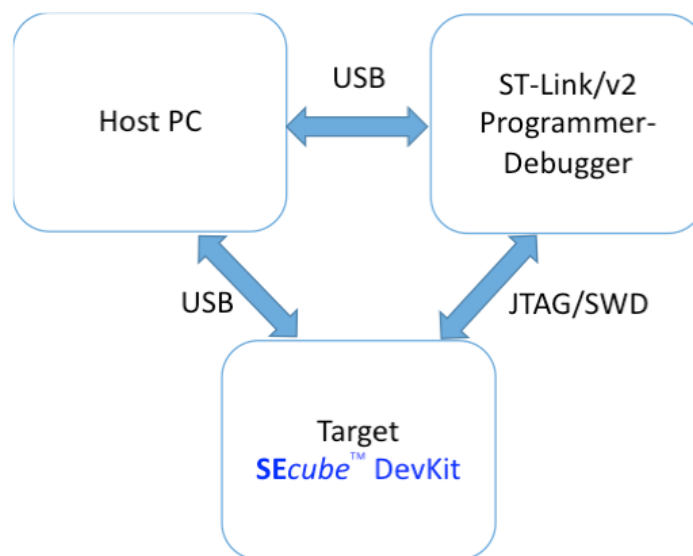 USB
Host PC
ST-Link/v2
Programmer-
Debugger
USB
JTAG/SWD
Target
SEcube™ DevKit